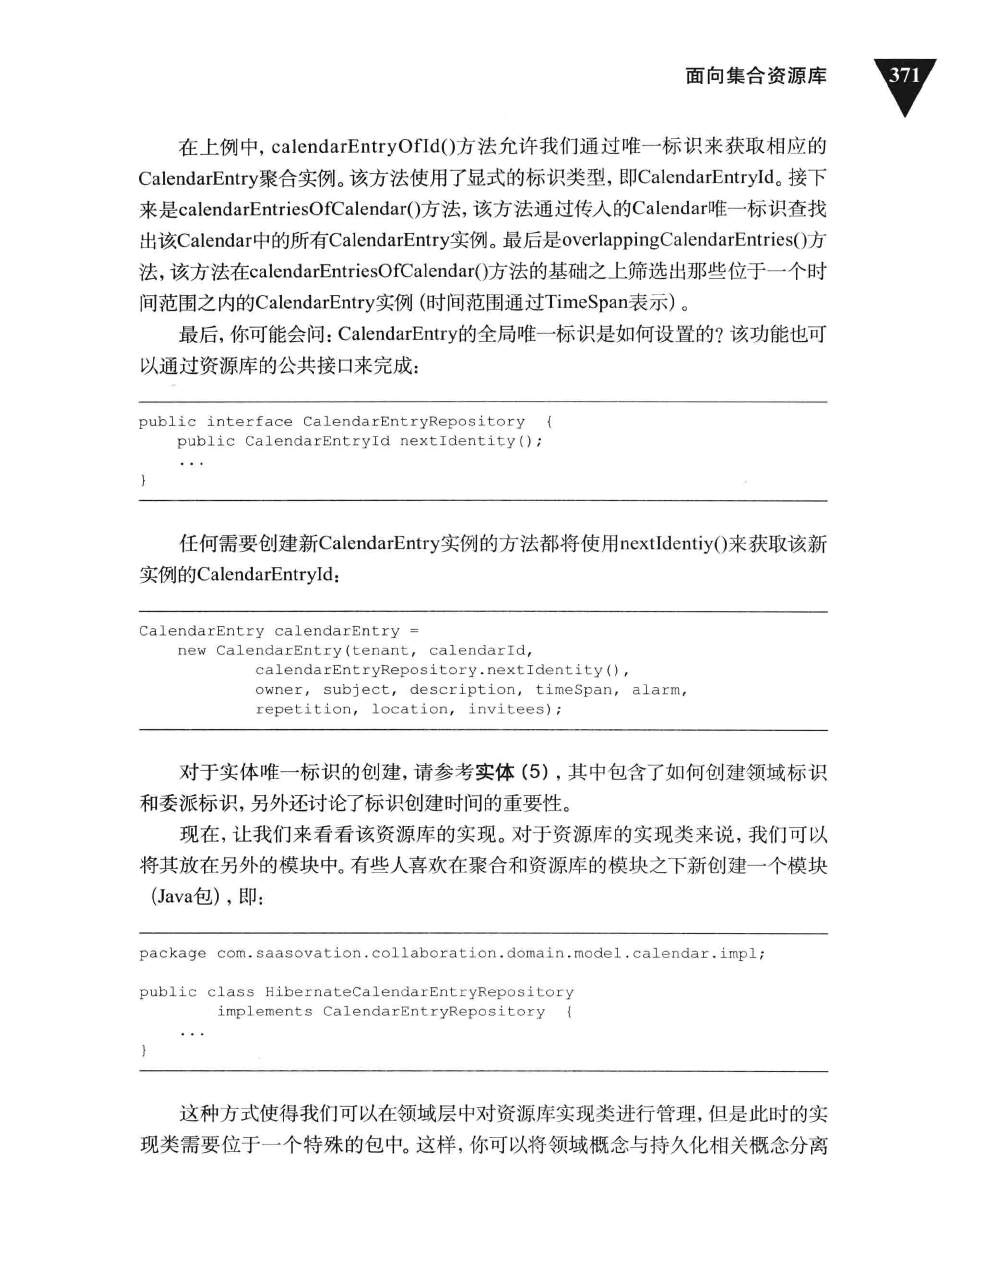 面向集合资源库
371
在上例中, calendarEntryOfId()方法允许我们通过唯一标识来获取相应的
CalendarEntry聚合实例。该方法使用了显式的标识类型, 即CalendarEntryId。接下
来是calendarEntriesOfCalendar()方法, 该方法通过传人的Calendar唯一标识查找
出该Calendar中的所有CalendarEntry实例。最后是overlappingCalendarEntries()方
法, 该方法在calendarEntriesOfCalendar()方法的基础之上筛选出那些位于一个时
间范围之内的CalendarEntry实例 (时间范围通过TimeSpan表示) 。
最后, 你可能会问: CalendarEntry的全局唯一标识是如何设置的? 该功能也可
以通过资源库的公共接口来完成:
public interface CalendarEntryRepository {
public CalendarEntryId nextIdentity();
...
}
任何需要创建新CalendarEntry实例的方法都将使用nextIdentiy()来获取该新
实例的CalendarEntryId:
CalendarEntry calendarEntry =
new CalendarEntry(tenant, calendarId,
calendarEntryRepository.nextIdentity(),
owner, subject, description, timeSpan, alarm,
repetition, location, invitees);
对于实体唯一标识的创建, 请参考实体 (5) , 其中包含了如何创建领域标识
和委派标识, 另外还讨论了标识创建时间的重要性。
现在, 让我们来看看该资源库的实现。对于资源库的实现类来说, 我们可以
将其放在另外的模块中。有些人喜欢在聚合和资源库的模块之下新创建一个模块
(Java包) , 即:
package com.saasovation.collaboration.domain.model.calendar.impl;
public class HibernateCalendarEntryRepository
implements CalendarEntryRepository {
...
}
这种方式使得我们可以在领域层中对资源库实现类进行管理, 但是此时的实
现类需要位于一个特殊的包中。这样, 你可以将领域概念与持久化相关概念分离